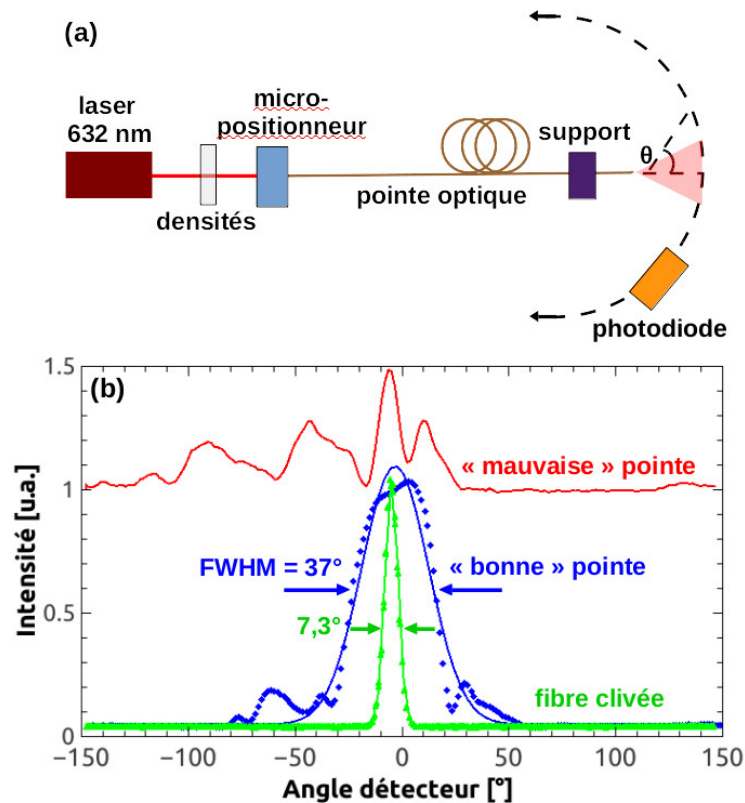 (a)
laser
632 nm
micro-
positionneur
densités
pointe optique
support
θ
photodiode
(b)
1.5
1
0.5
0
Intensité [u.a.]
« mauvaise » pointe
FWHM = 37°
« bonne » pointe
7,3°
fibre clivée
−150 −100 −50 0 50 100 150
Angle détecteur [°]